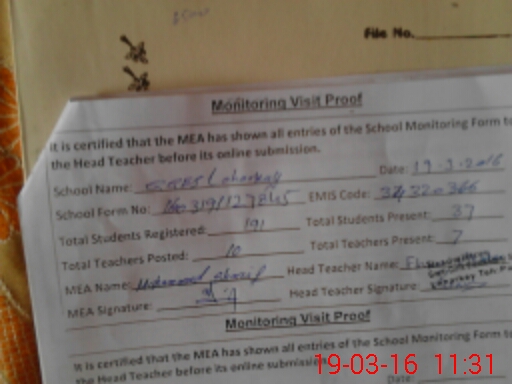 File No.
Monitoring Visit Proof
It is certified that the MEA has shown all entries of the School Monitoring Form to
the Head Teacher before its online submission.
School Name: Date: 19-3-2016
School Form No: EMIS Code: 34320366
Total Students Registered: 191 Total Students Present: 37
Total Teachers Posted: 10 Total Teachers Present: 7
MEA Name: Muhammad Sharif Head Teacher Name:
MEA Signature: Head Teacher Signature:
Monitoring Visit Proof
It is certified that the MEA has shown all entries of the School Monitoring Form to
the Head Teacher before its online submission.
Date:
19-03-16 11:31